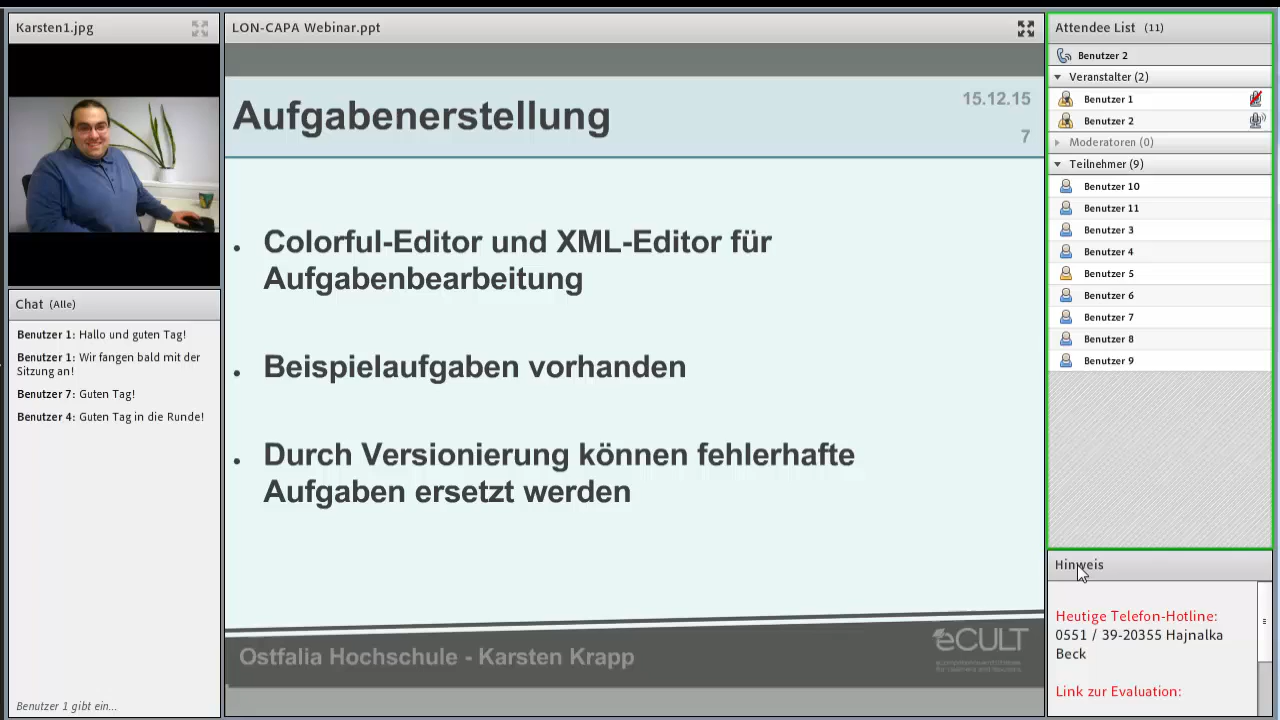 Karsten1.jpg
Chat (Alle)
Benutzer 1: Hallo und guten Tag!
Benutzer 1: Wir fangen bald mit der
Sitzung an!
Benutzer 7: Guten Tag!
Benutzer 4: Guten Tag in die Runde!
Benutzer 1 gibt ein...
LON-CAPA Webinar.ppt
Aufgabenerstellung
15.12.15
7
• Colorful-Editor und XML-Editor für
Aufgabenbearbeitung
• Beispielaufgaben vorhanden
• Durch Versionierung können fehlerhafte
Aufgaben ersetzt werden
Ostfalia Hochschule - Karsten Krapp
eCULT
Attendee List (11)
Benutzer 2
Veranstalter (2)
Benutzer 1
Benutzer 2
Moderatoren (0)
Teilnehmer (9)
Benutzer 10
Benutzer 11
Benutzer 3
Benutzer 4
Benutzer 5
Benutzer 6
Benutzer 7
Benutzer 8
Benutzer 9
Hinweis
Heutige Telefon-Hotline:
0551 / 39-20355 Hajnalka
Beck
Link zur Evaluation: